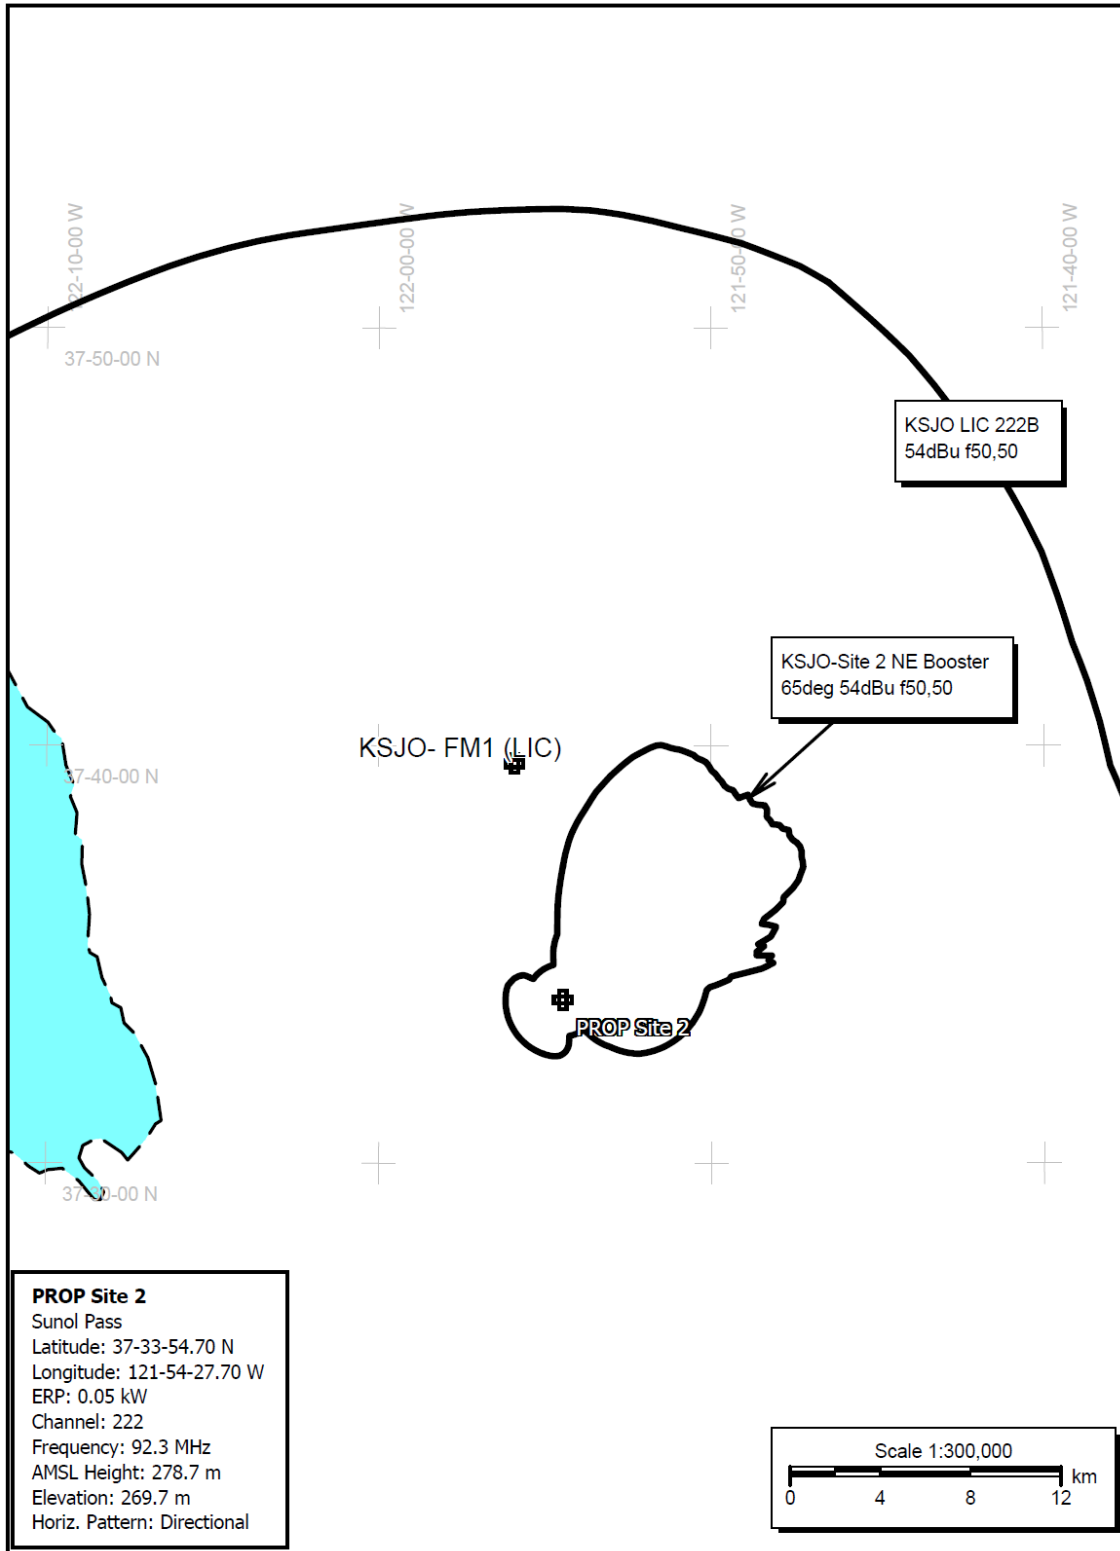 122-10-00 W
122-00-00 W
121-50-00 W
121-40-00 W
37-50-00 N
KSJO LIC 222B
54dBu f50,50
KSJO-Site 2 NE Booster
65deg 54dBu f50,50
KSJO- FM1 (LIC)
37-40-00 N
PROP Site 2
37-30-00 N
PROP Site 2
Sunol Pass
Latitude: 37-33-54.70 N
Longitude: 121-54-27.70 W
ERP: 0.05 kW
Channel: 222
Frequency: 92.3 MHz
AMSL Height: 278.7 m
Elevation: 269.7 m
Horiz. Pattern: Directional
Scale 1:300,000
km
0 4 8 12